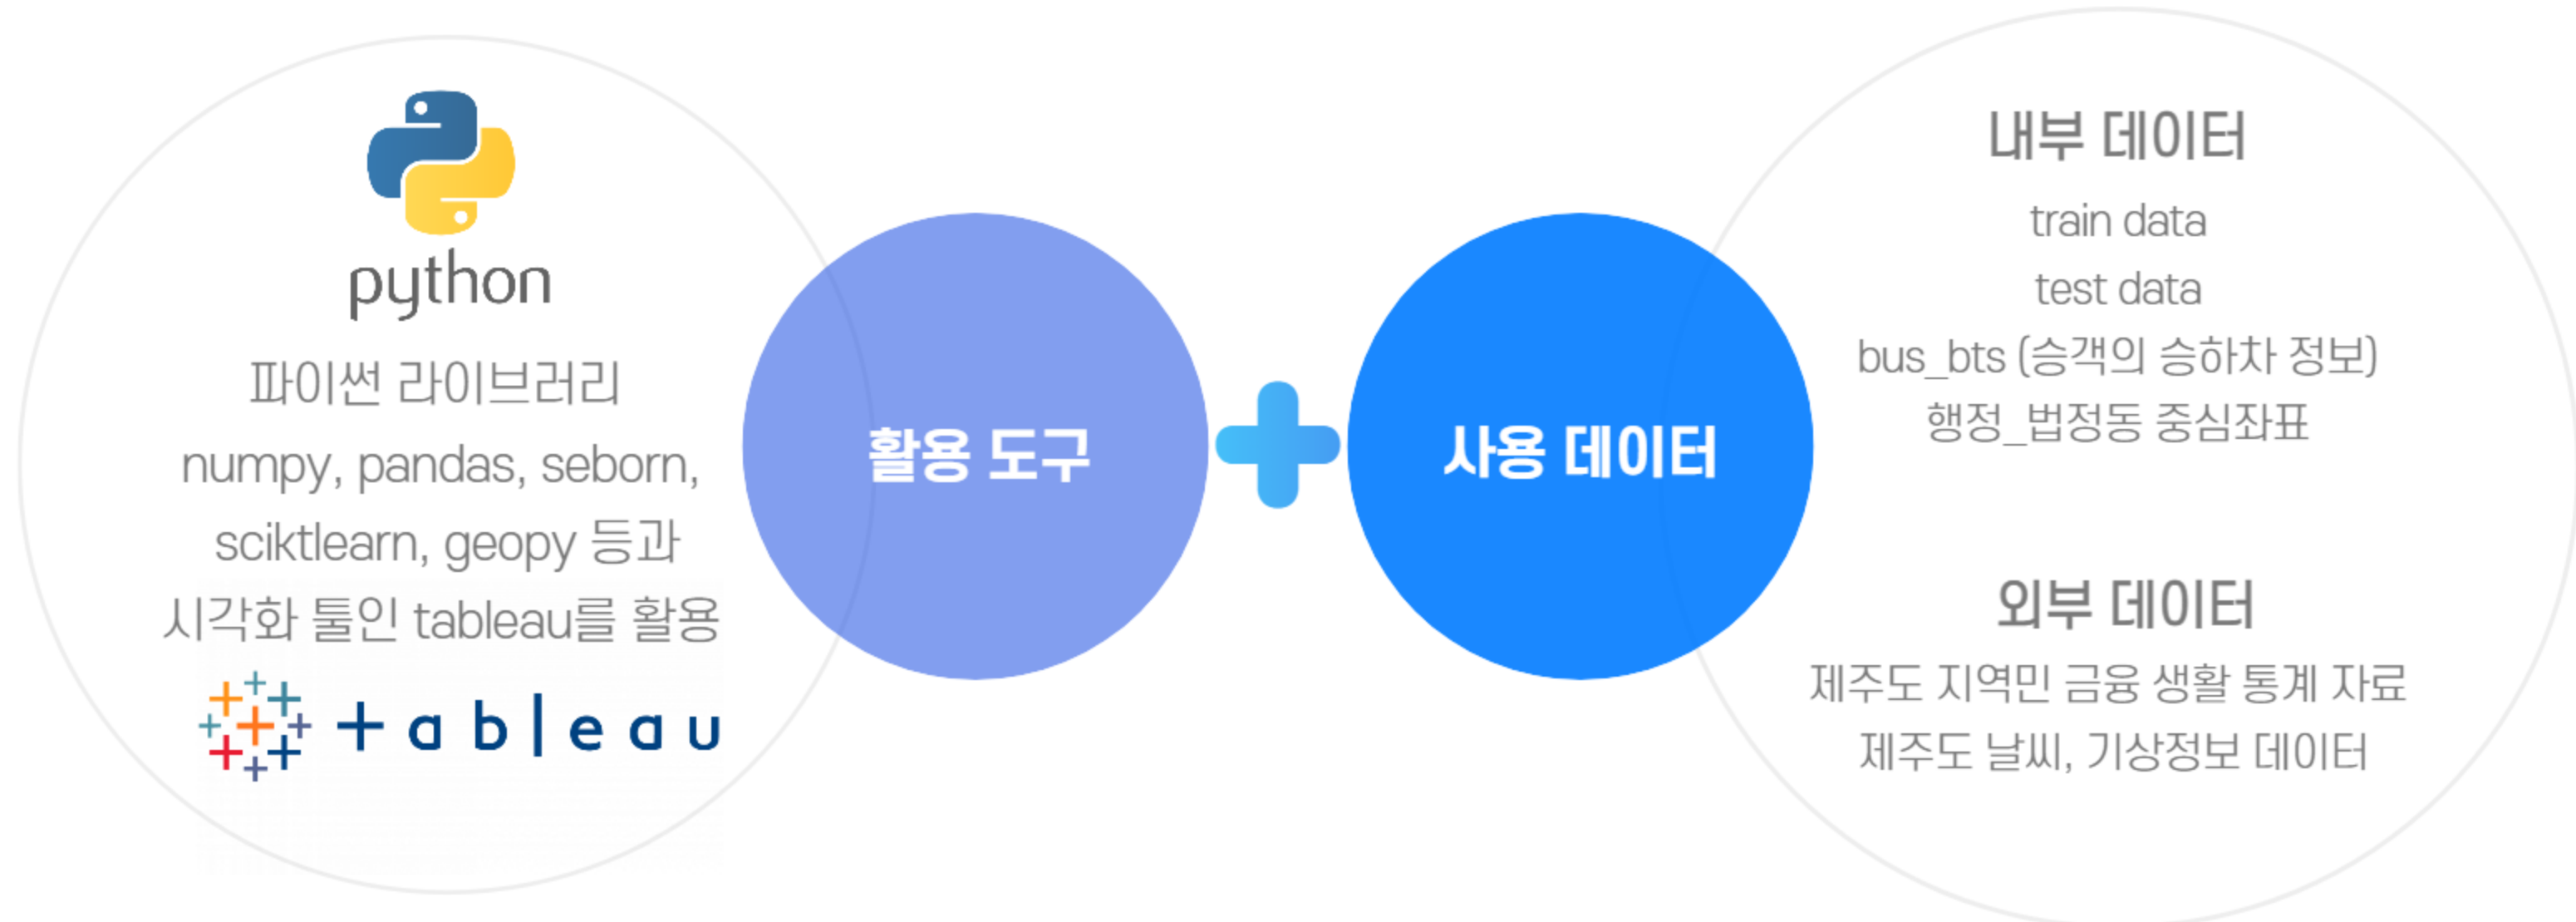 python
파이썬 라이브러리
numpy, pandas, seborn,
sciktlearn, geopy 등과
시각화 툴인 tableau를 활용
+ableau
활용 도구
사용 데이터
내부 데이터
train data
test data
bus_bts (승객의 승하차 정보)
행정_법정동 중심좌표
외부 데이터
제주도 지역민 금융 생활 통계 자료
제주도 날씨, 기상정보 데이터